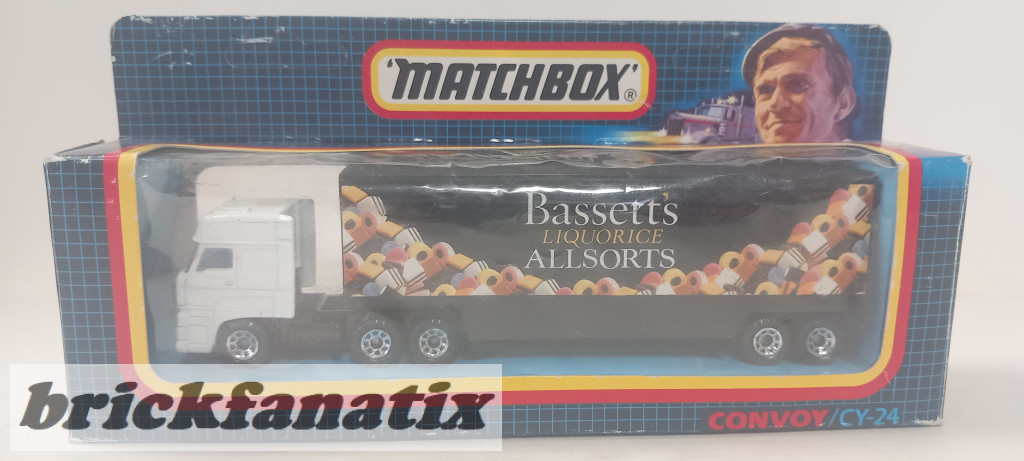 'MATCHBOX'®
Bassett's
LIQUORICE
ALLSORTS
CONVOY/CY-24
brickfanatix